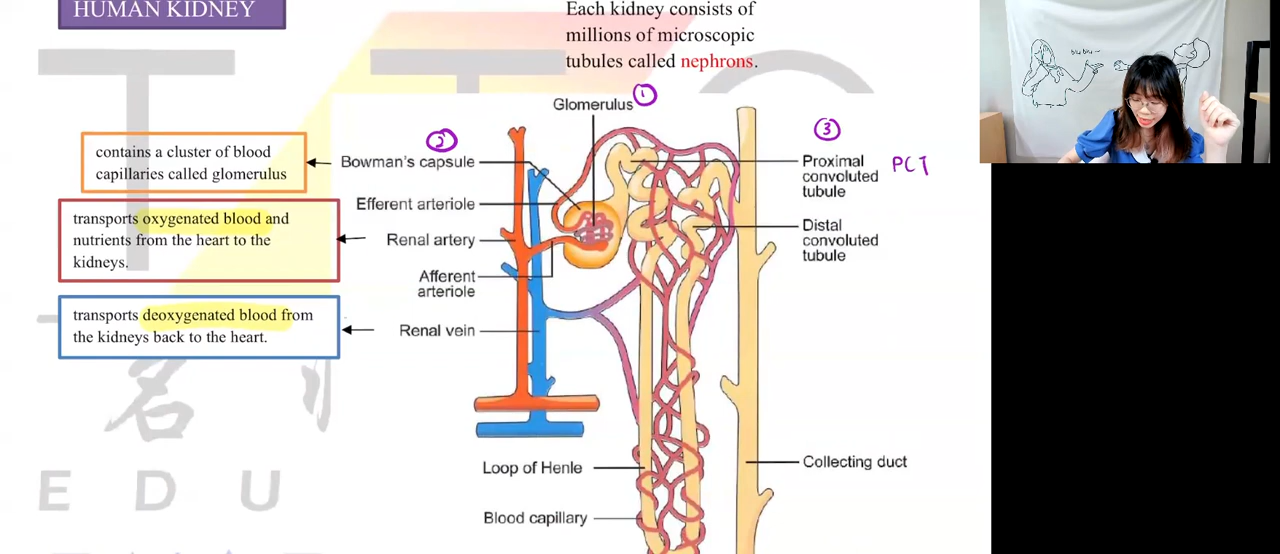 HUMAN KIDNEY
Each kidney consists of
millions of microscopic
tubules called nephrons.
Glomerulus 1
2
Bowman's capsule
contains a cluster of blood
capillaries called glomerulus
Efferent arteriole
transports oxygenated blood and
nutrients from the heart to the
kidneys.
Renal artery
Afferent
arteriole
transports deoxygenated blood from
the kidneys back to the heart.
Renal vein
3
Proximal
convoluted
tubule
PCT
Distal
convoluted
tubule
Loop of Henle
Collecting duct
Blood capillary
名
E D U